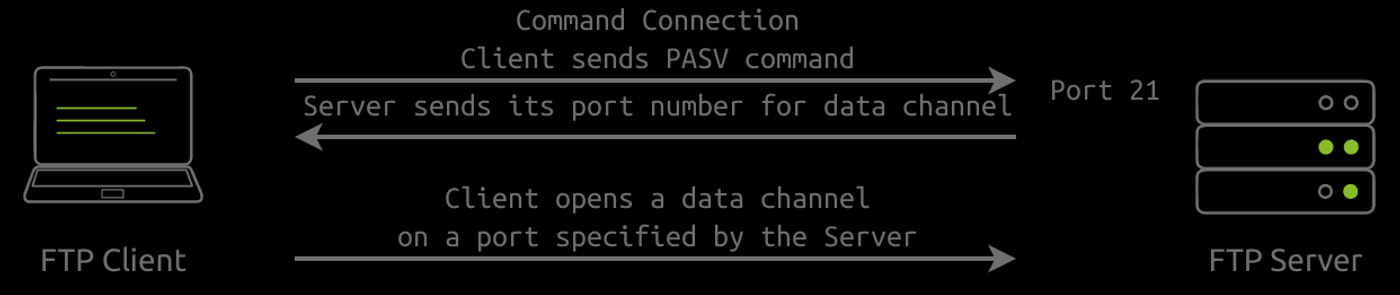 Command Connection
Client sends PASV command
Server sends its port number for data channel
Port 21
Client opens a data channel
on a port specified by the Server
FTP Client
FTP Server